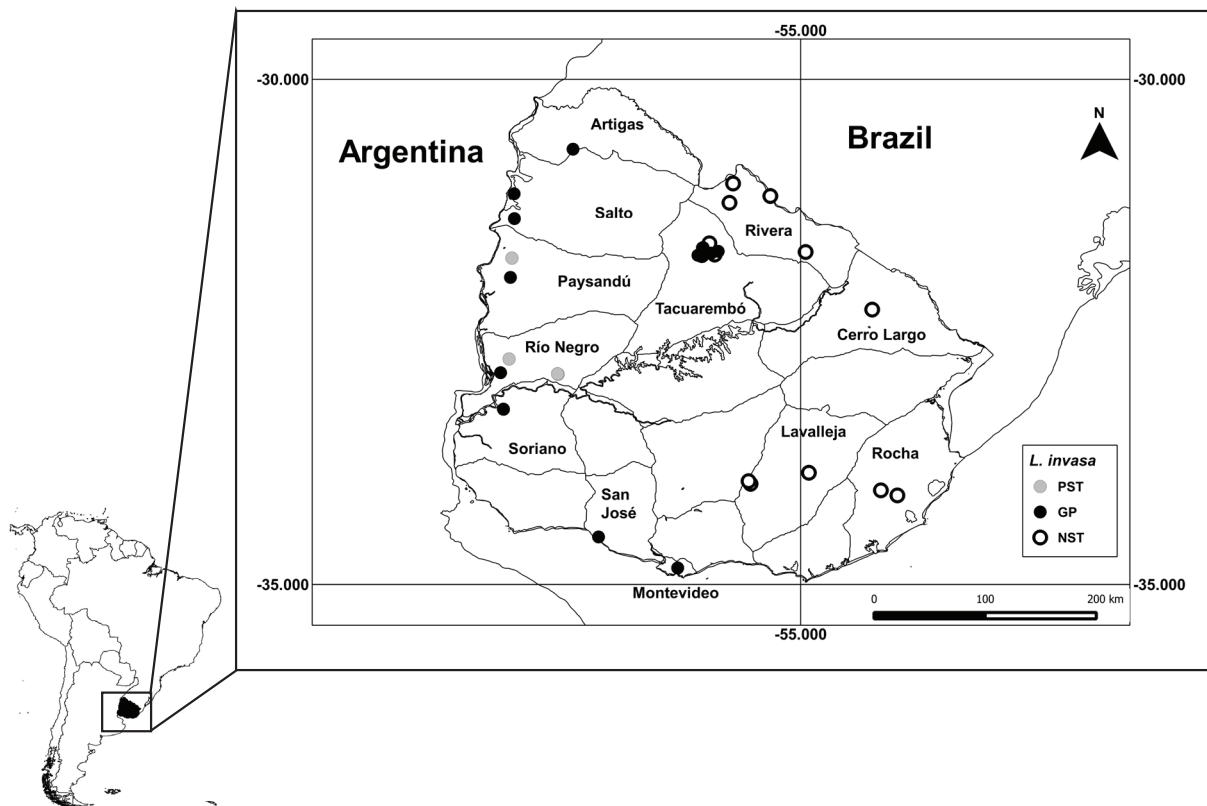 -55.000
-30.000
-30.000
N
Artigas
Argentina
Brazil
Salto
Rivera
Paysandú
Tacuarembó
Río Negro
Cerro Largo
Lavalleja
Soriano
Rocha
L. invasa
PST
GP
NST
San
José
-35.000
-35.000
Montevideo
-55.000
0
100
200 km